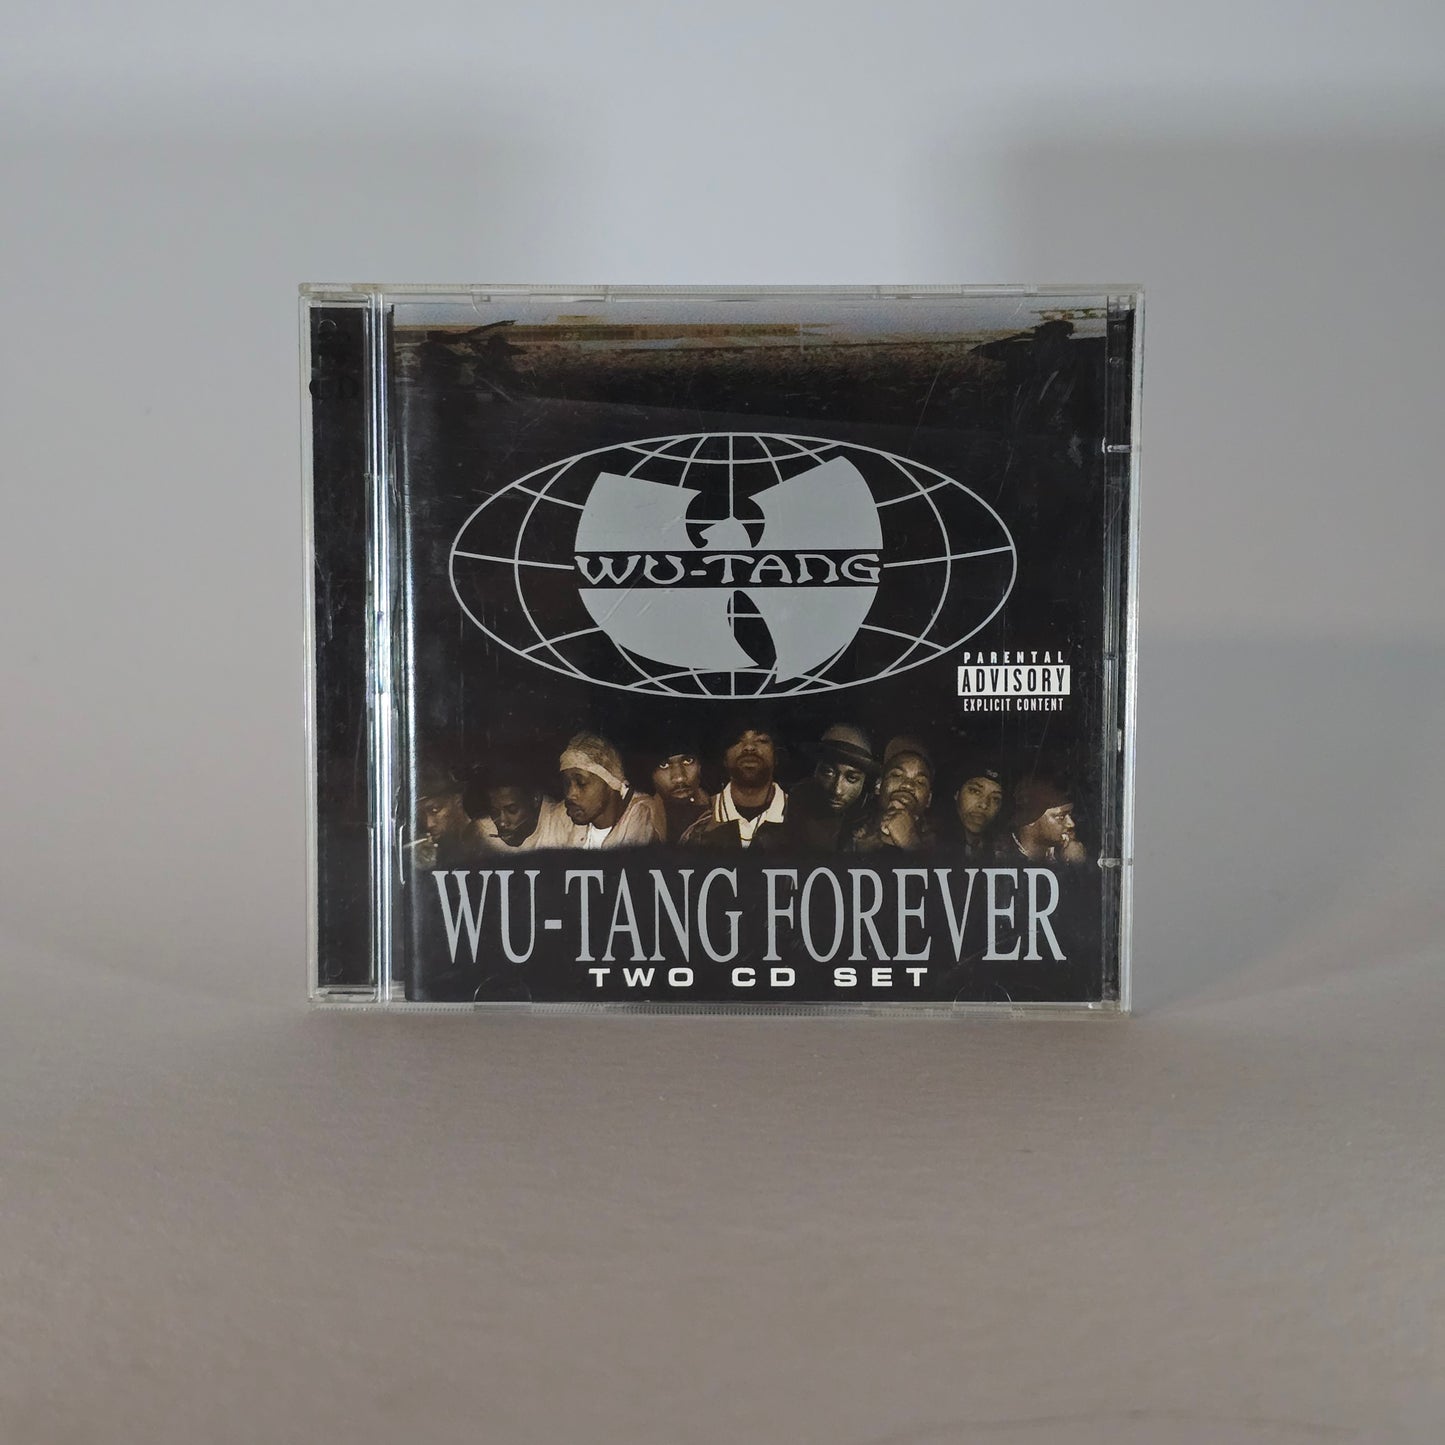 WU-TANG
PARENTAL
ADVISORY
EXPLICIT CONTENT
WU-TANG FOREVER
TWO CD SET